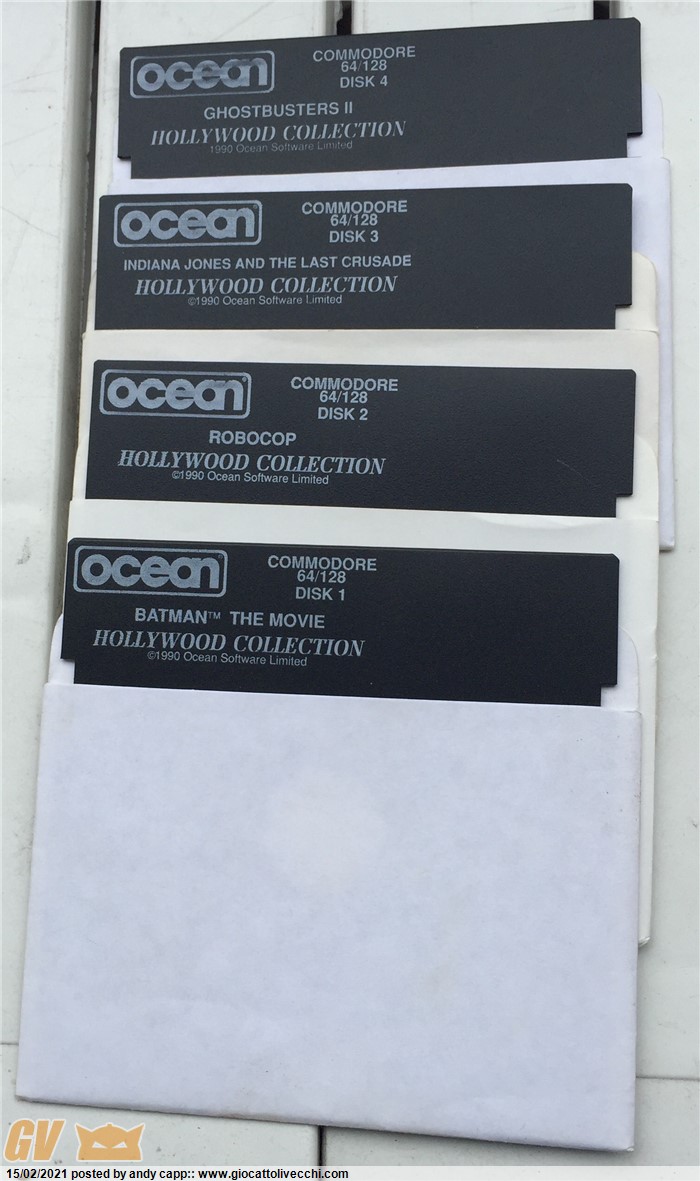 ocean
COMMODORE
64/128
DISK 4
GHOSTBUSTERS II
HOLLYWOOD COLLECTION
1990 Ocean Software Limited
ocean
COMMODORE
64/128
DISK 3
INDIANA JONES AND THE LAST CRUSADE
HOLLYWOOD COLLECTION
©1990 Ocean Software Limited
ocean
COMMODORE
64/128
DISK 2
ROBOCOP
HOLLYWOOD COLLECTION
©1990 Ocean Software Limited
ocean
COMMODORE
64/128
DISK 1
BATMAN™ THE MOVIE
HOLLYWOOD COLLECTION
©1990 Ocean Software Limited
GV
15/02/2021 posted by andy capp:: www.giocattolivecchi.com